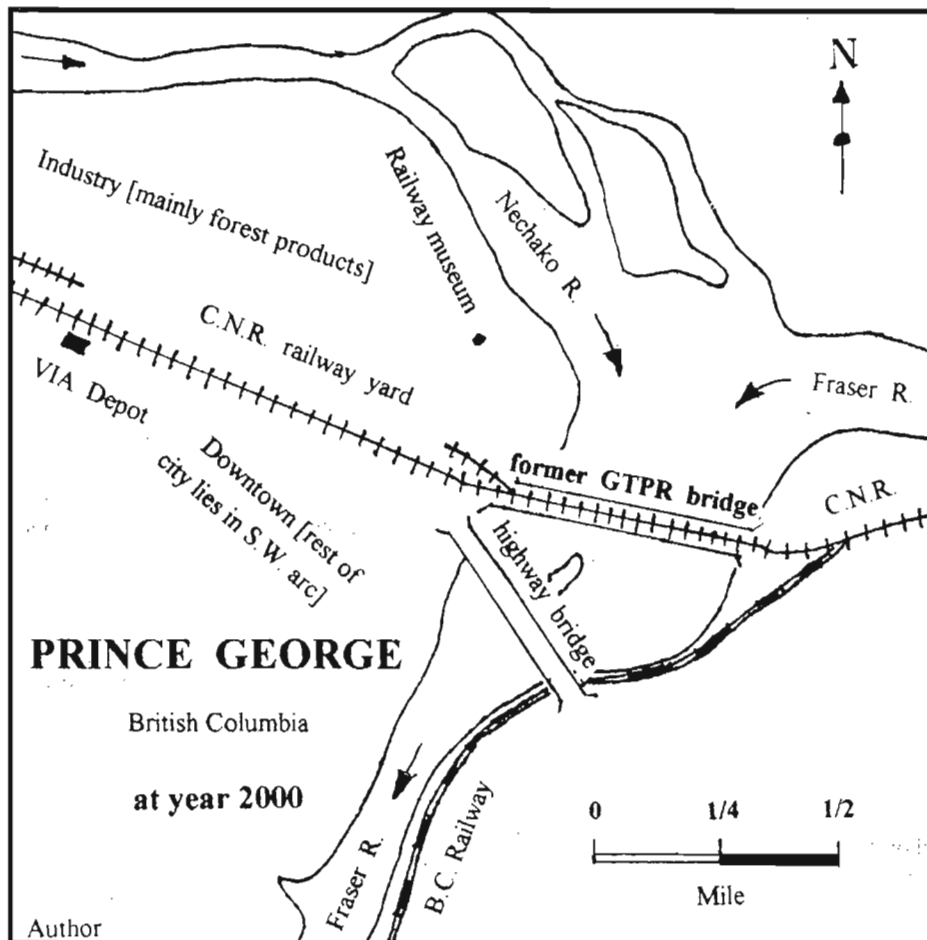 N
Industry [mainly forest products]
Railway museum
Nechako R.
C.N.R. railway yard
Fraser R.
VIA Depot
Downtown [rest of
city lies in S.W. arc]
former GTPR bridge
C.N.R.
highway bridge
PRINCE GEORGE
British Columbia
at year 2000
0 1/4 1/2
Mile
Fraser R.
B.C. Railway
Author